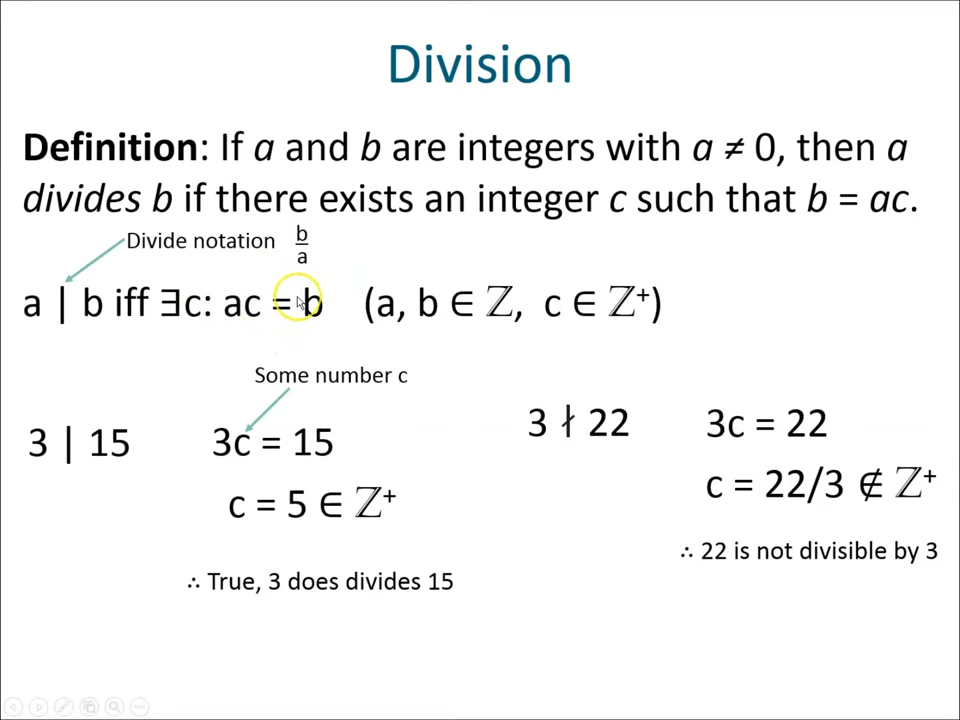 Division
Definition: If a and b are integers with a ≠ 0, then a
divides b if there exists an integer c such that b = ac.
Divide notation
b
a
a | b iff ∃c: ac = b (a, b ∈ ℤ, c ∈ ℤ⁺)
Some number c
3 | 15
3c = 15
c = 5 ∈ ℤ⁺
∴ True, 3 does divides 15
3 ∤ 22
3c = 22
c = 22/3 ∉ ℤ⁺
∴ 22 is not divisible by 3